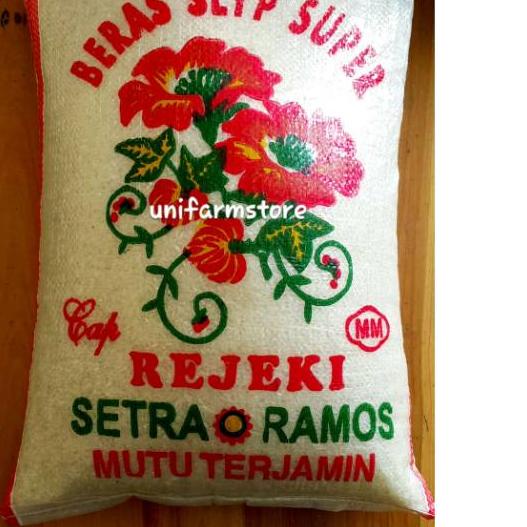 BERAS SLYP SUPER
unifarmstore
Cap
MM
REJEKI
SETRA RAMOS
MUTU TERJAMIN